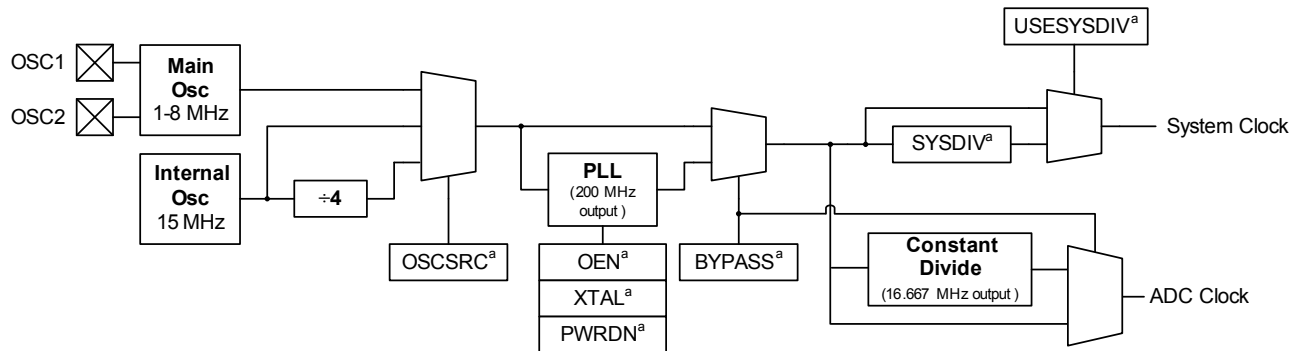 USESYSDIVᵃ
OSC1
OSC2
Main
Osc
1-8 MHz
Internal
Osc
15 MHz
÷4
OSCSRCᵃ
PLL
(200 MHz
output )
OENᵃ
XTALᵃ
PWRDNᵃ
BYPASSᵃ
SYSDIVᵃ
System Clock
Constant
Divide
(16.667 MHz output )
ADC Clock